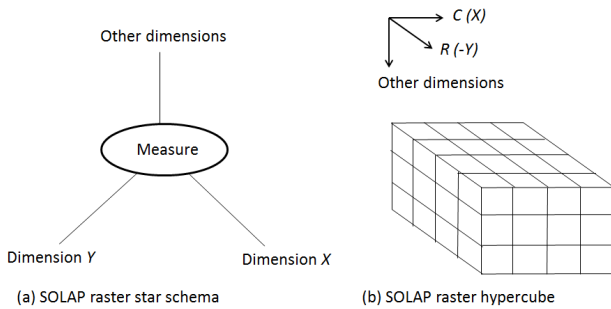 Other dimensions
Measure
Dimension Y
Dimension X
(a) SOLAP raster star schema
C (X)
R (-Y)
Other dimensions
(b) SOLAP raster hypercube